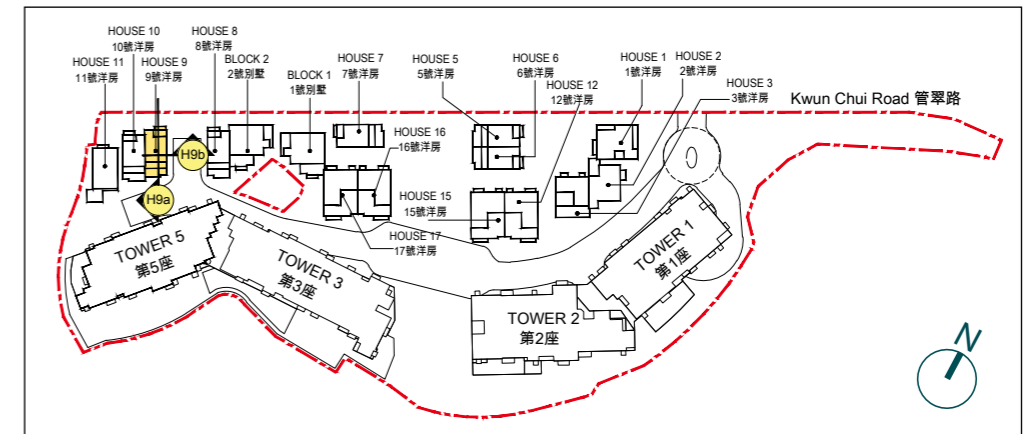 HOUSE 11
11號洋房
HOUSE 10
10號洋房
HOUSE 9
9號洋房
HOUSE 8
8號洋房
BLOCK 2
2號別墅
BLOCK 1
1號別墅
HOUSE 7
7號洋房
HOUSE 5
5號洋房
HOUSE 6
6號洋房
HOUSE 12
12號洋房
HOUSE 1
1號洋房
HOUSE 2
2號洋房
HOUSE 3
3號洋房
Kwun Chui Road 管翠路
HOUSE 16
16號洋房
HOUSE 15
15號洋房
HOUSE 17
17號洋房
H9b
H9a
TOWER 5
第5座
TOWER 3
第3座
TOWER 2
第2座
TOWER 1
第1座
N